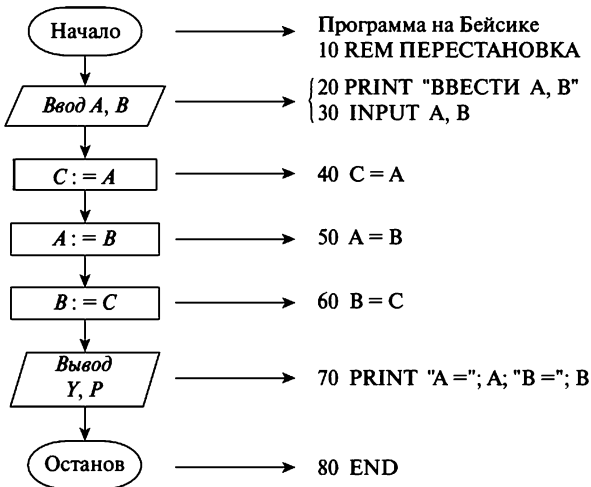 Начало
Программа на Бейсике
10 REM ПЕРЕСТАНОВКА
Ввод A, B
20 PRINT "ВВЕСТИ A, B"
30 INPUT A, B
C : = A
40 C = A
A : = B
50 A = B
B : = C
60 B = C
Вывод
Y, P
70 PRINT "A ="; A; "B ="; B
Останов
80 END